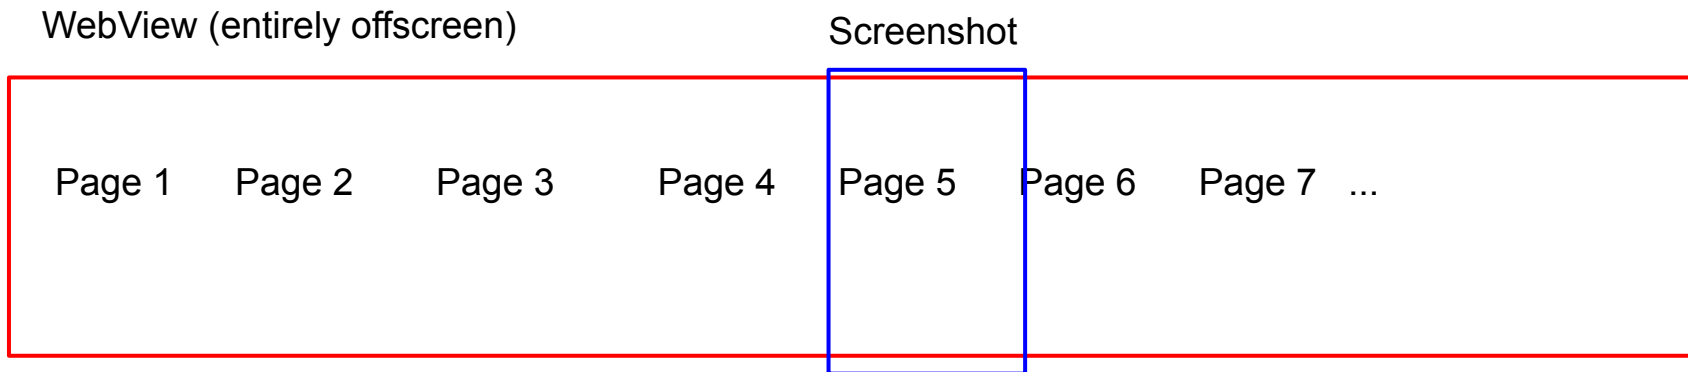 WebView (entirely offscreen)
Screenshot
Page 1 Page 2 Page 3 Page 4 Page 5 Page 6 Page 7 ...